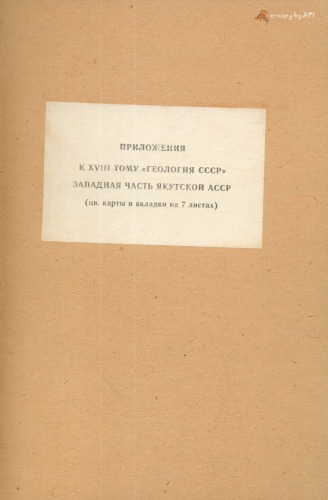 e-copy by API
ПРИЛОЖЕНИЯ
К XVIII ТОМУ «ГЕОЛОГИЯ СССР»
ЗАПАДНАЯ ЧАСТЬ ЯКУТСКОЙ АССР
(цв. карты и вкладки на 7 листах)